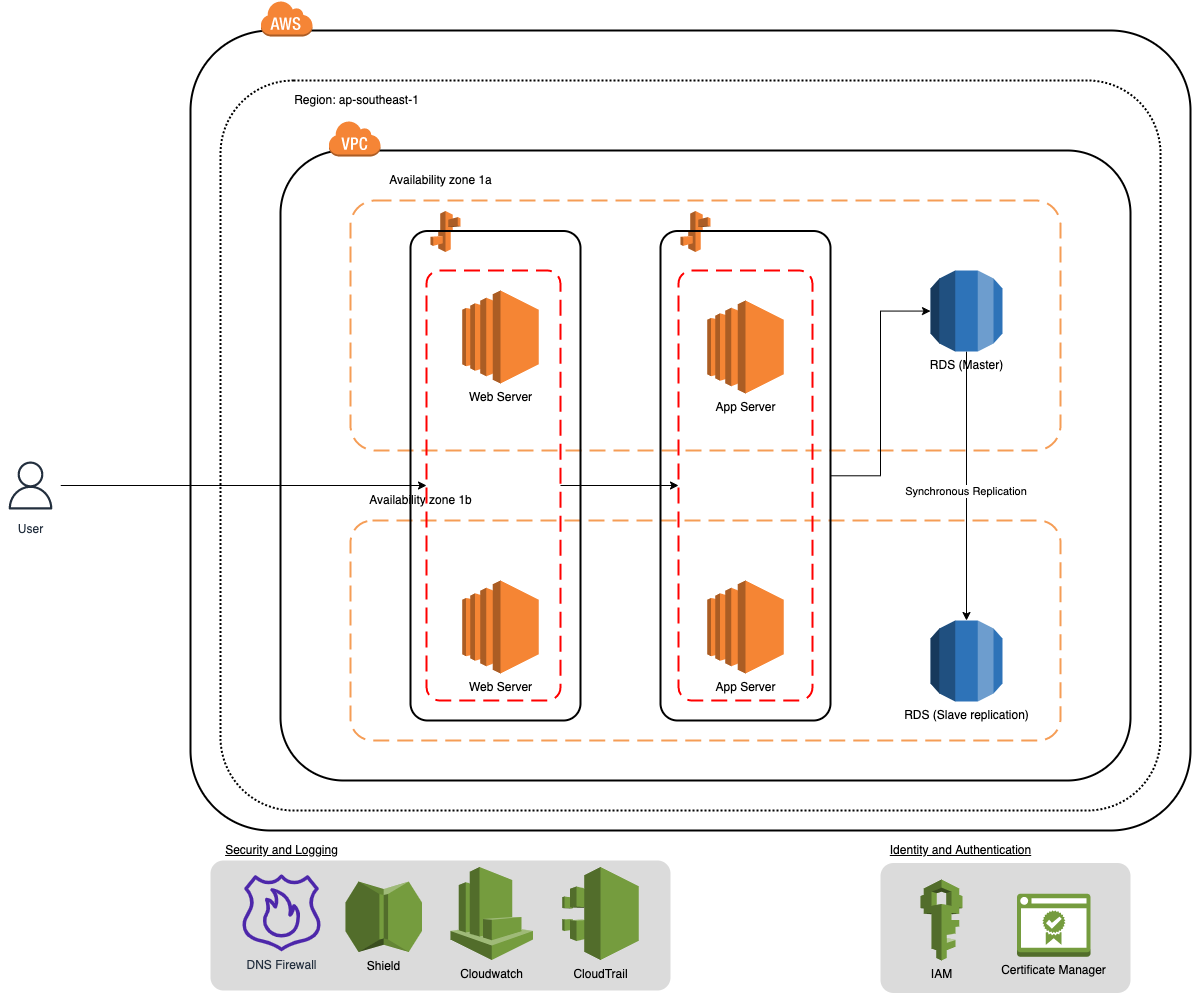 AWS
Region: ap-southeast-1
VPC
Availability zone 1a
Web Server
App Server
RDS (Master)
User
Availability zone 1b
Synchronous Replication
Web Server
App Server
RDS (Slave replication)
Security and Logging
DNS Firewall
Shield
Cloudwatch
CloudTrail
Identity and Authentication
IAM
Certificate Manager